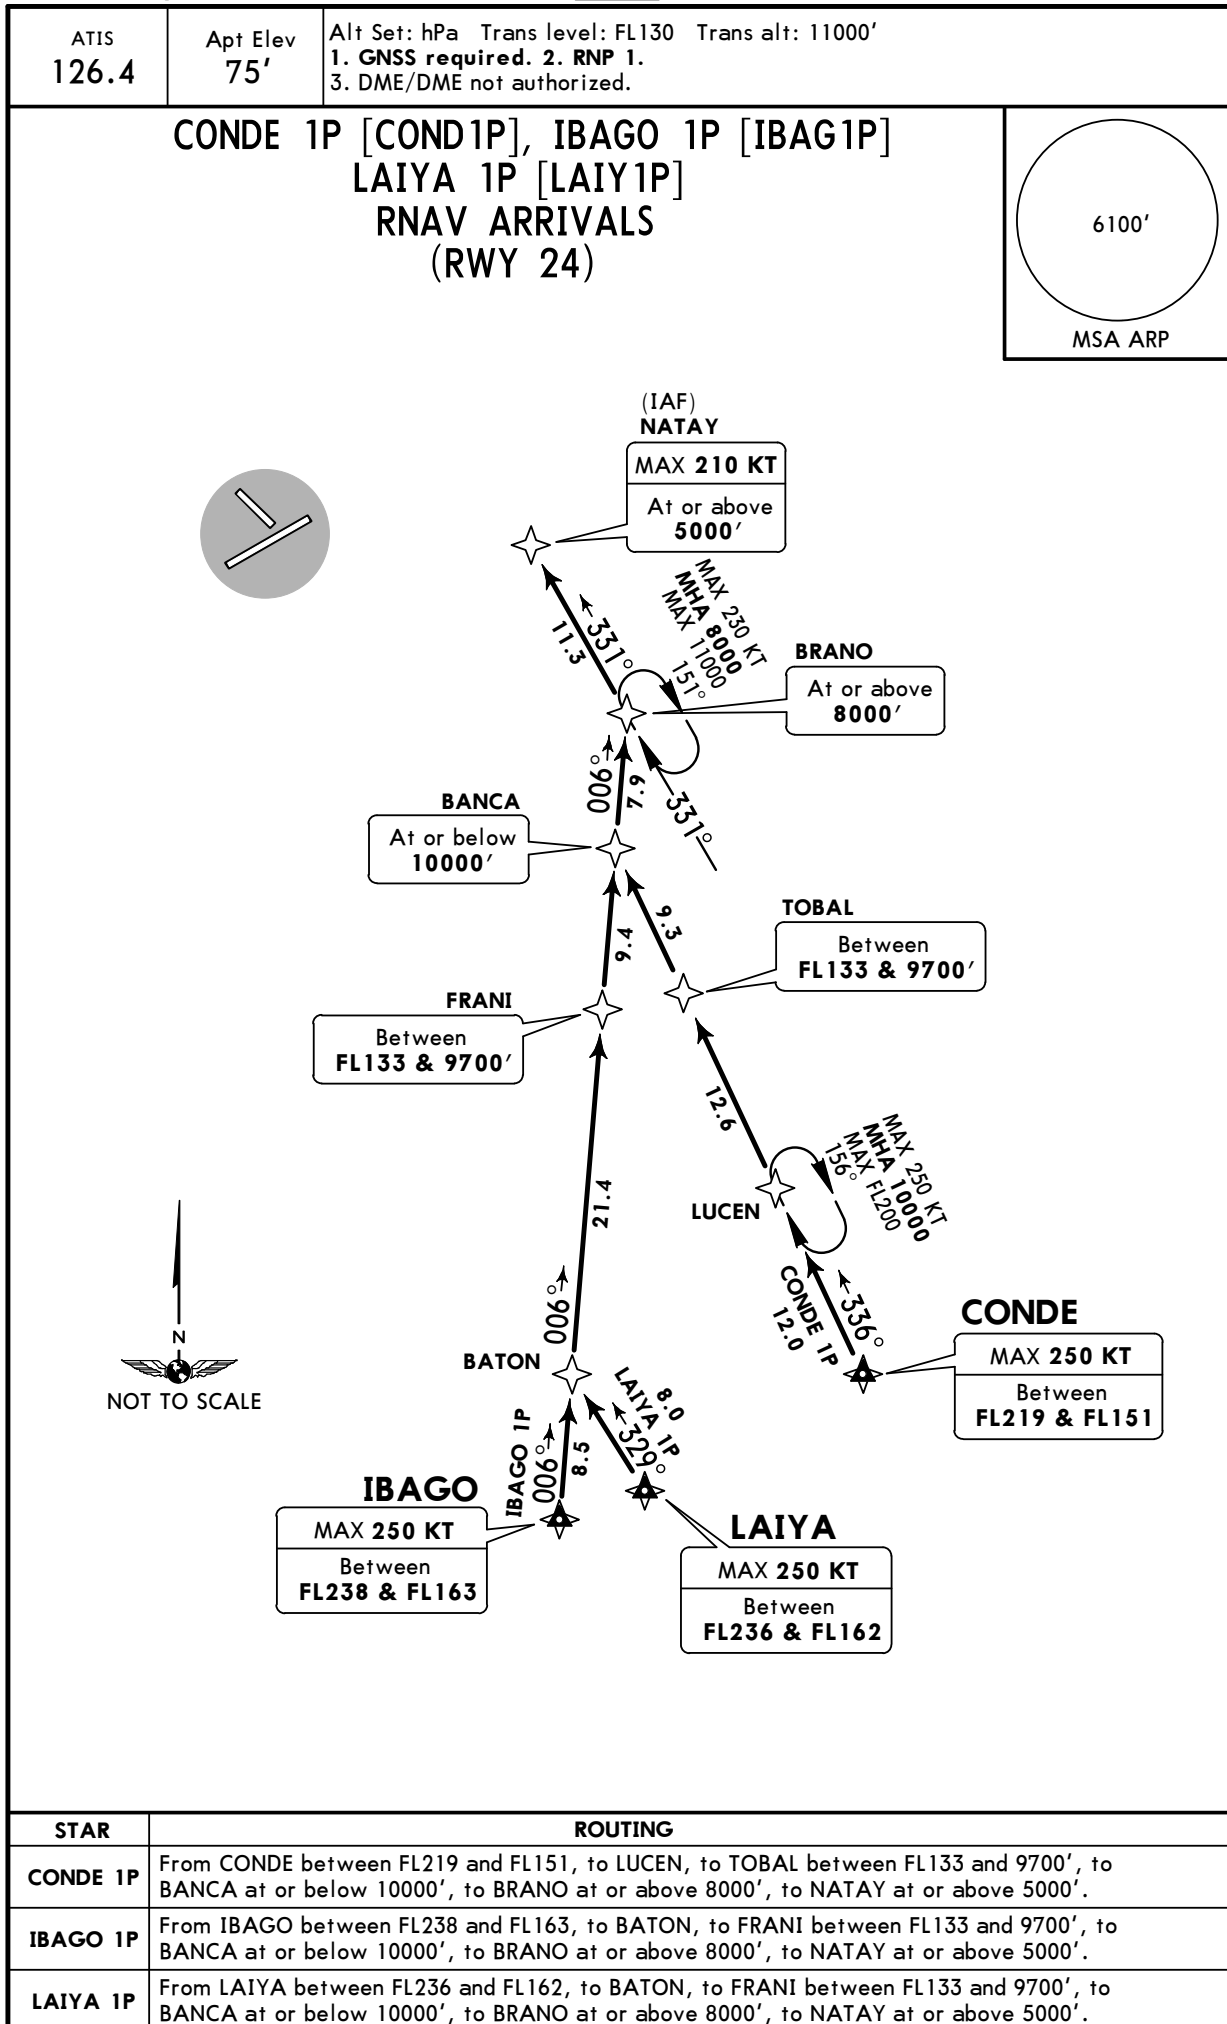 ATIS
126.4
Apt Elev
75'
Alt Set: hPa Trans level: FL130 Trans alt: 11000'
1. GNSS required. 2. RNP 1.
3. DME/DME not authorized.
CONDE 1P [COND1P], IBAGO 1P [IBAG1P]
LAIYA 1P [LAIY1P]
RNAV ARRIVALS
(RWY 24)
6100'
MSA ARP
(IAF)
NATAY
MAX 210 KT
At or above
5000'
MAX 230 KT
MHA 8000
MAX 11000
151°
331°
11.3
BRANO
At or above
8000'
006°
7.9
331°
BANCA
At or below
10000'
9.4
9.3
TOBAL
Between
FL133 & 9700'
FRANI
Between
FL133 & 9700'
12.6
MAX 250 KT
MHA 10000
MAX FL200
156°
LUCEN
21.4
CONDE 1P
12.0
336°
CONDE
MAX 250 KT
Between
FL219 & FL151
006°
BATON
N
NOT TO SCALE
8.0
LAIYA 1P
329°
IBAGO 1P
006°
8.5
IBAGO
MAX 250 KT
Between
FL238 & FL163
LAIYA
MAX 250 KT
Between
FL236 & FL162
STAR
ROUTING
CONDE 1P
From CONDE between FL219 and FL151, to LUCEN, to TOBAL between FL133 and 9700', to
BANCA at or below 10000', to BRANO at or above 8000', to NATAY at or above 5000'.
IBAGO 1P
From IBAGO between FL238 and FL163, to BATON, to FRANI between FL133 and 9700', to
BANCA at or below 10000', to BRANO at or above 8000', to NATAY at or above 5000'.
LAIYA 1P
From LAIYA between FL236 and FL162, to BATON, to FRANI between FL133 and 9700', to
BANCA at or below 10000', to BRANO at or above 8000', to NATAY at or above 5000'.